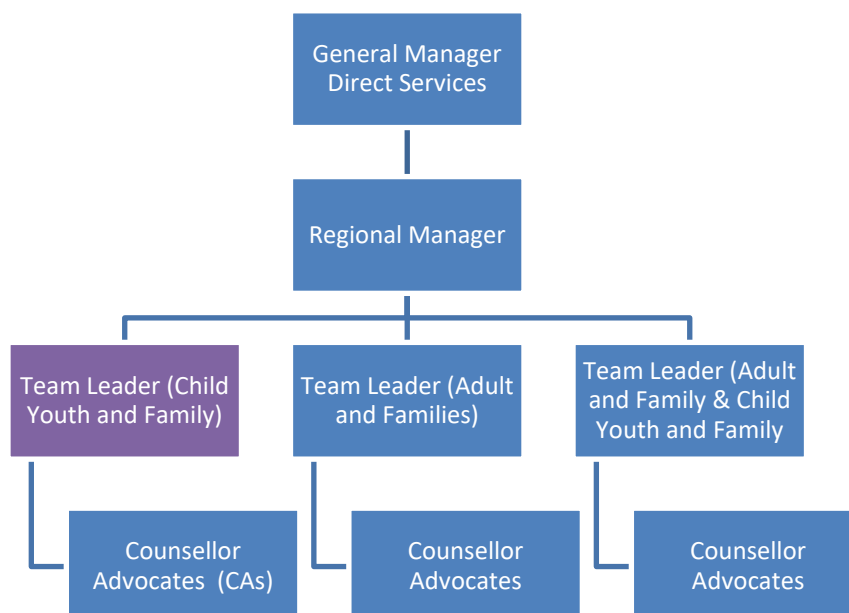 General Manager
Direct Services
Regional Manager
Team Leader (Child
Youth and Family)
Team Leader (Adult
and Families)
Team Leader (Adult
and Family & Child
Youth and Family
Counsellor
Advocates (CAs)
Counsellor
Advocates
Counsellor
Advocates